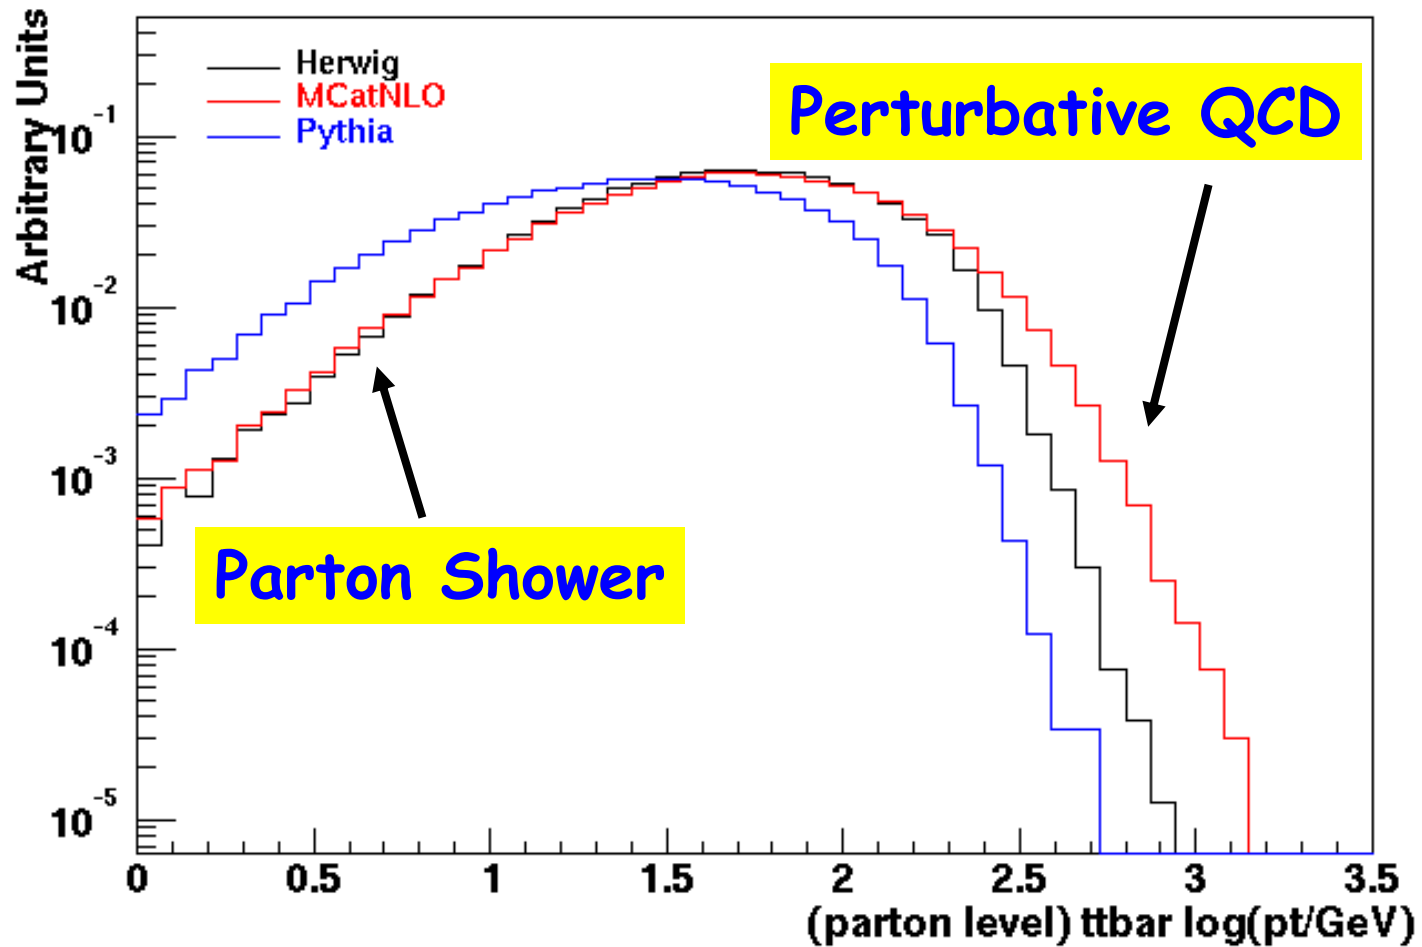 Arbitrary Units
Herwig
MCatNLO
Pythia
Perturbative QCD
Parton Shower
10-1
10-2
10-3
10-4
10-5
0 0.5 1 1.5 2 2.5 3 3.5
(parton level) ttbar log(pt/GeV)